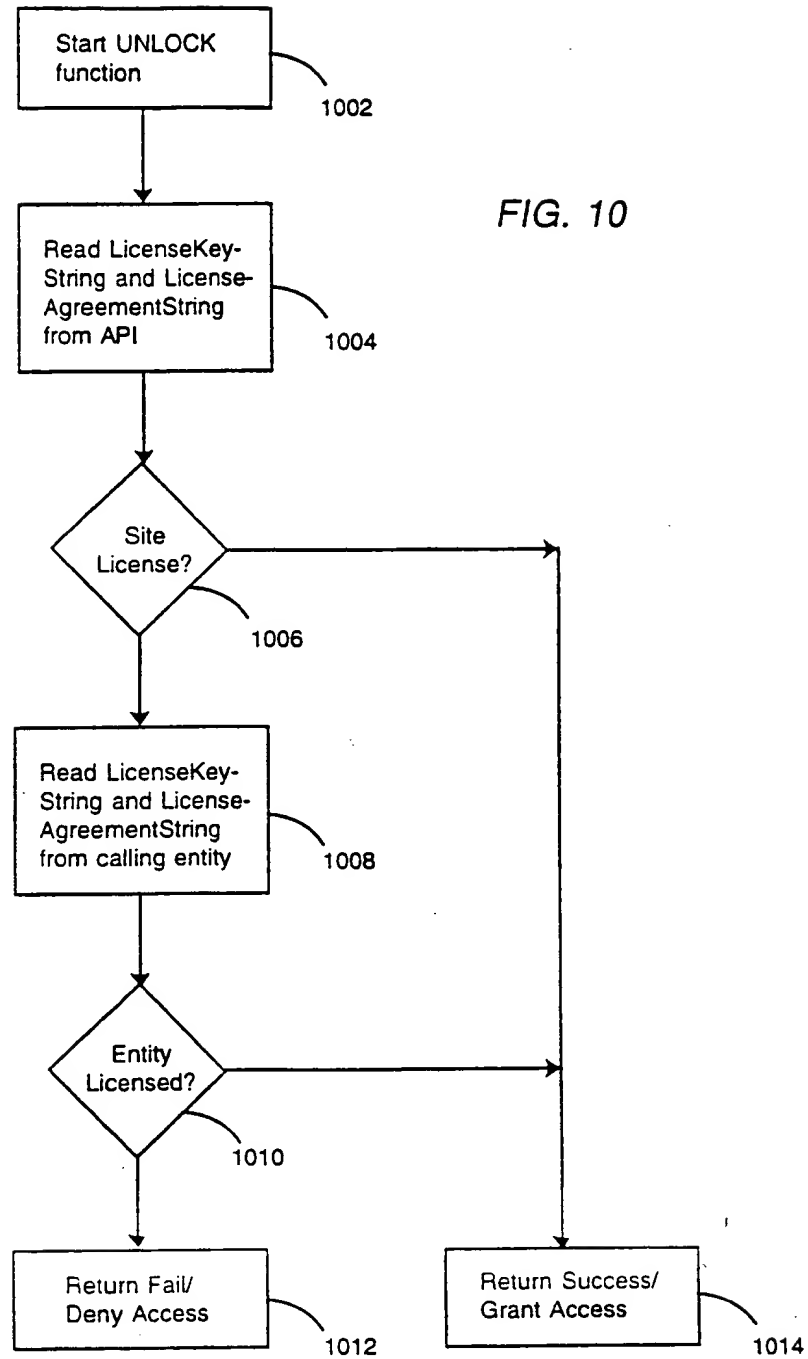 Start UNLOCK
function
1002
FIG. 10
Read LicenseKey-
String and License-
AgreementString
from API
1004
Site
License?
1006
Read LicenseKey-
String and License-
AgreementString
from calling entity
1008
Entity
Licensed?
1010
Return Fail/
Deny Access
1012
Return Success/
Grant Access
1014